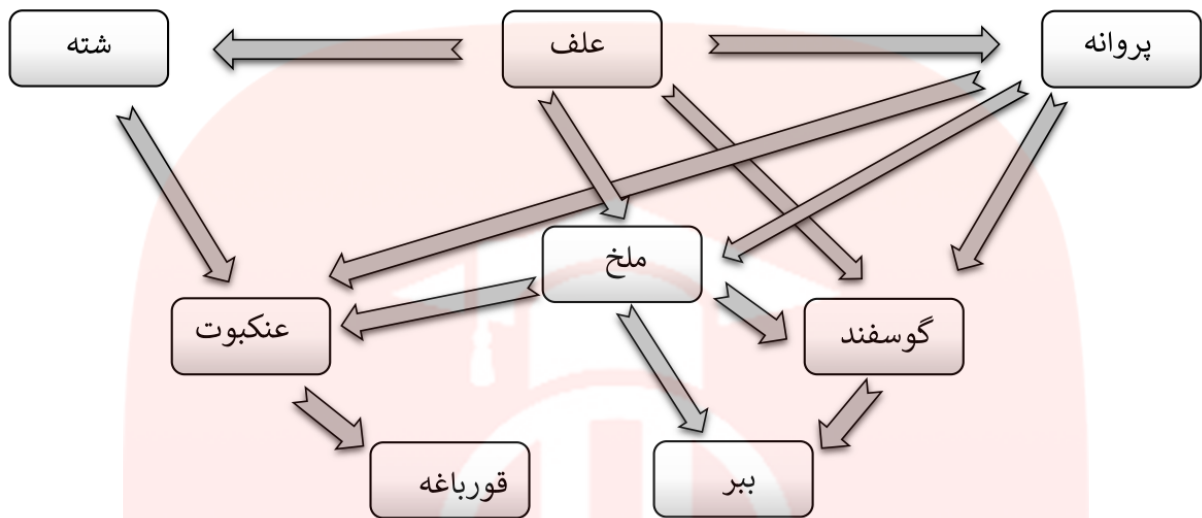 پروانه
علف
شته
ملخ
گوسفند
عنکبوت
ببر
قورباغه